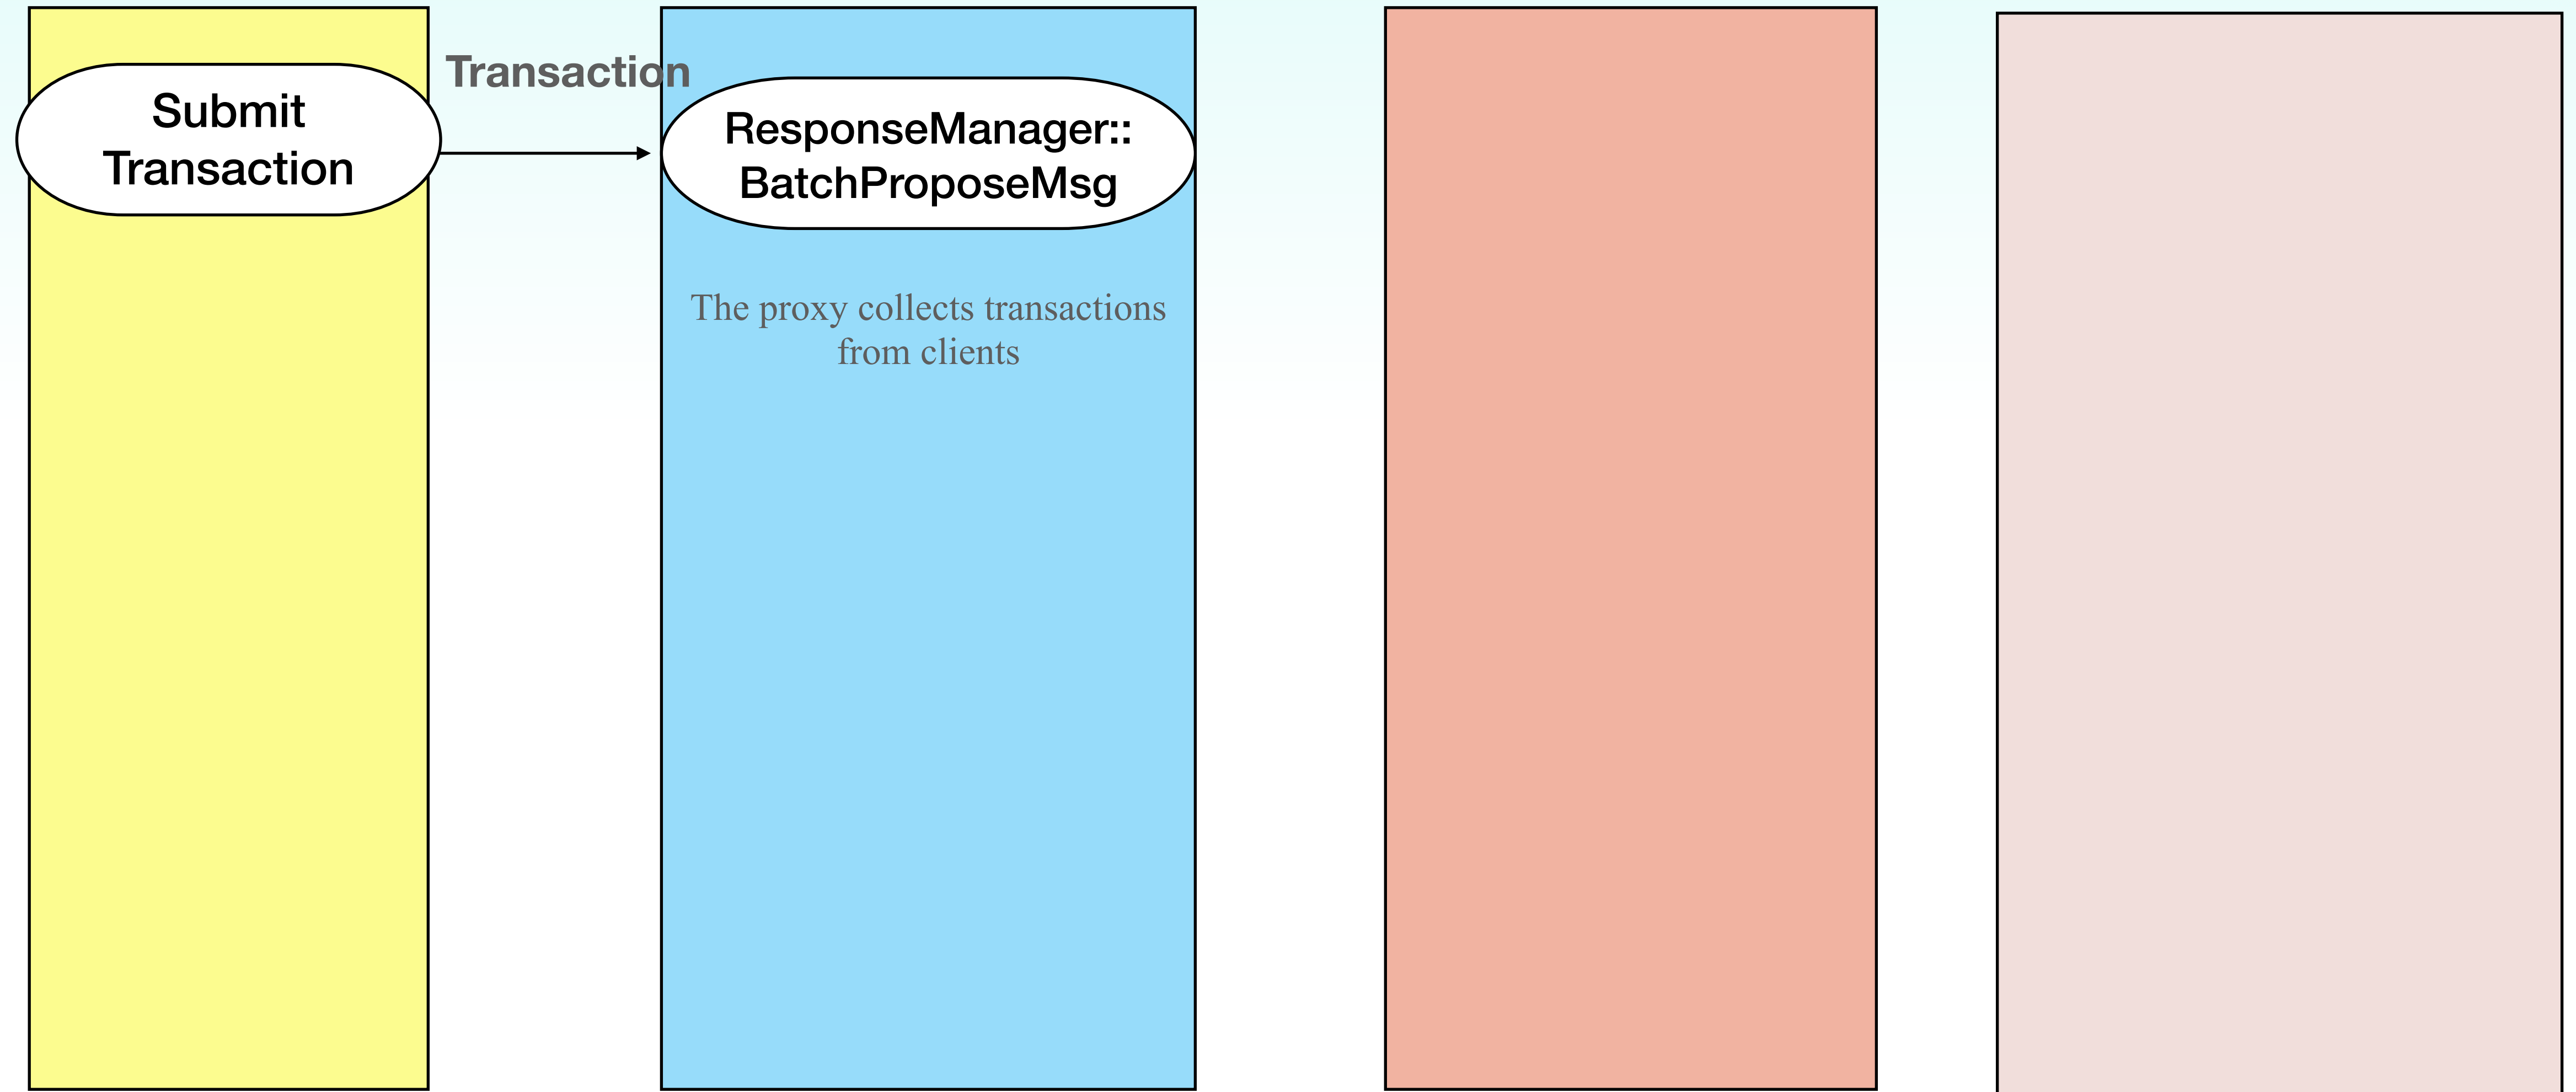 Submit
Transaction
Transaction
ResponseManager::
BatchProposeMsg
The proxy collects transactions
from clients